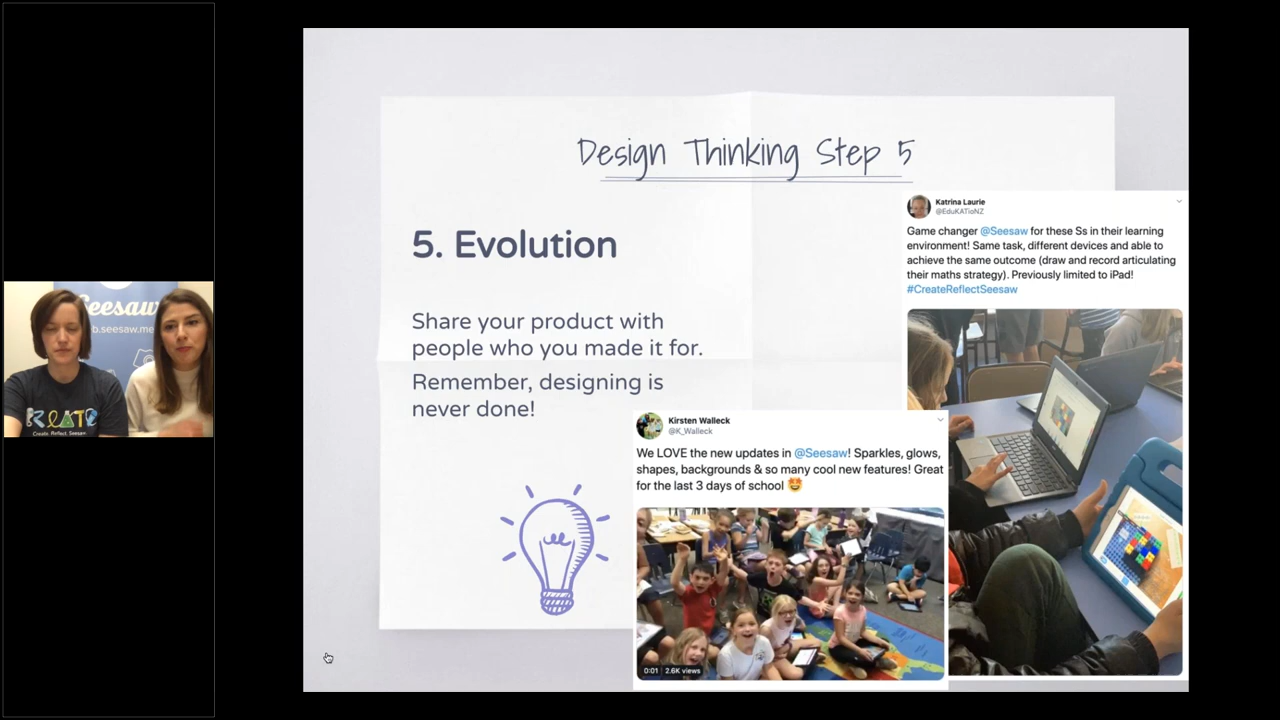 Design Thinking Step 5
5. Evolution
Share your product with
people who you made it for.
Remember, designing is
never done!
Katrina Laurie
@EduKATioNZ
Game changer @Seesaw for these Ss in their learning
environment! Same task, different devices and able to
achieve the same outcome (draw and record articulating
their maths strategy). Previously limited to iPad!
#CreateReflectSeesaw
Kirsten Walleck
@K_Walleck
We LOVE the new updates in @Seesaw! Sparkles, glows,
shapes, backgrounds & so many cool new features! Great
for the last 3 days of school 🤩
0:01 | 2.6K views
Seesaw
b.seesaw.me
CREATE
Create. Reflect. Seesaw.